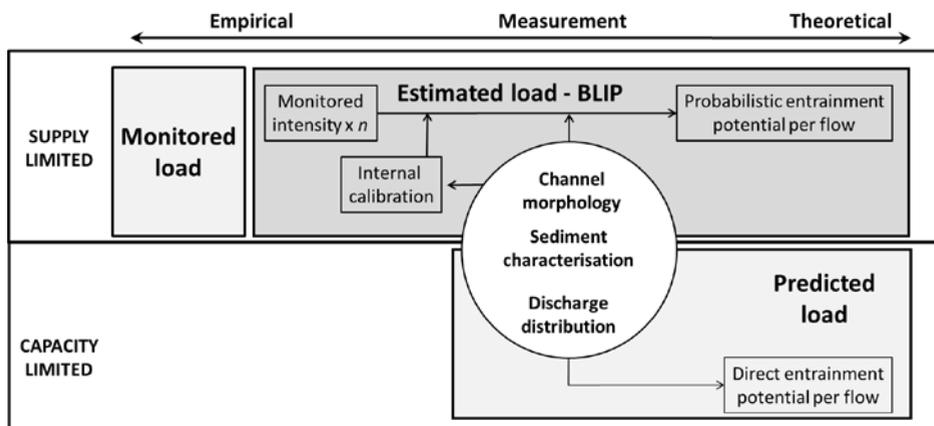 Empirical
Measurement
Theoretical
SUPPLY
LIMITED
Monitored
load
Estimated load - BLIP
Monitored
intensity x n
Probabilistic entrainment
potential per flow
Internal
calibration
Channel
morphology
Sediment
characterisation
Discharge
distribution
CAPACITY
LIMITED
Predicted
load
Direct entrainment
potential per flow